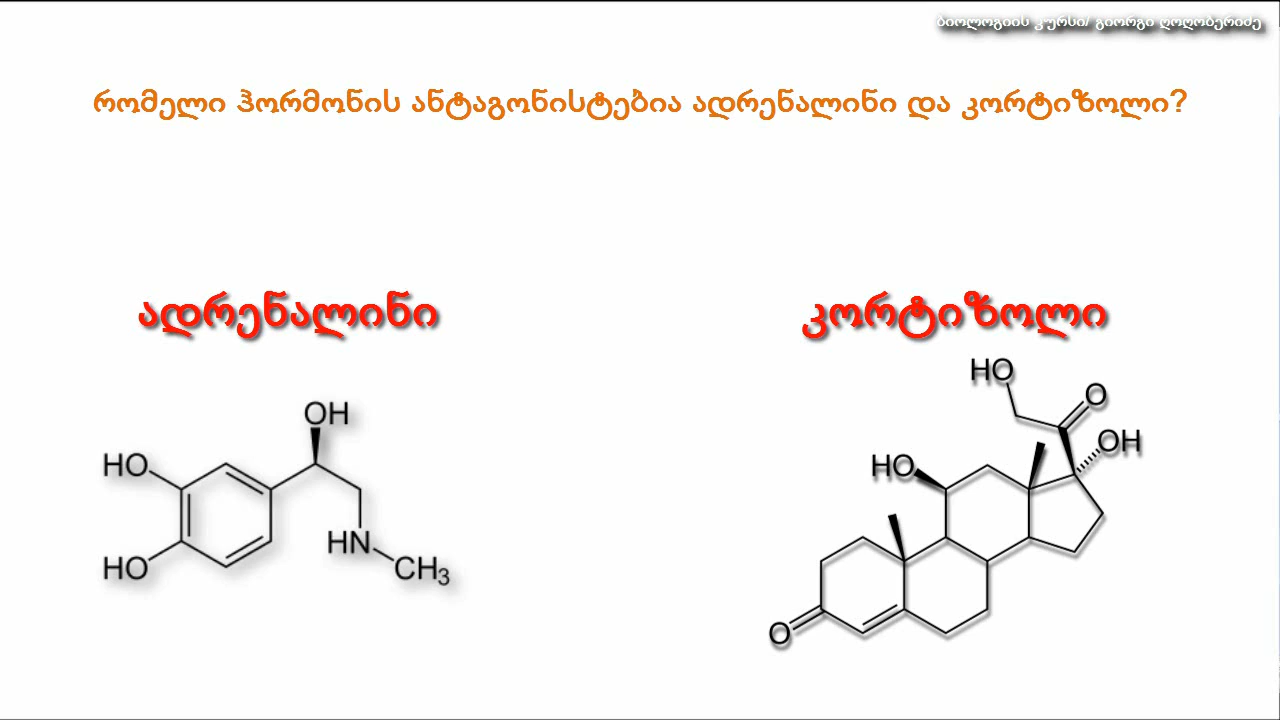 ბიოლოგიის კურსი/ გიორგი ღოღობერიძე
რომელი ჰორმონის ანტაგონისტებია ადრენალინი და კორტიზოლი?
ადრენალინი
კორტიზოლი
HO
O
OH
OH
HO
HO
HN
HO
CH3
O